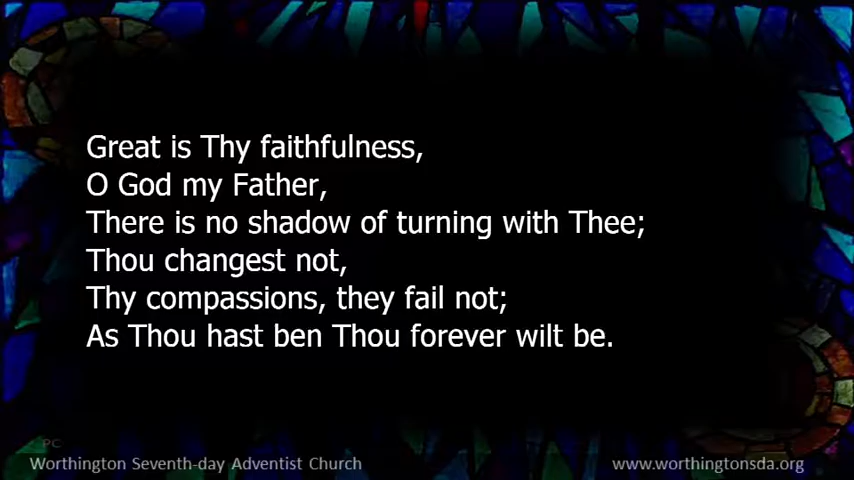 Great is Thy faithfulness,
O God my Father,
There is no shadow of turning with Thee;
Thou changest not,
Thy compassions, they fail not;
As Thou hast ben Thou forever wilt be.
PC
Worthington Seventh-day Adventist Church
www.worthingtonsda.org